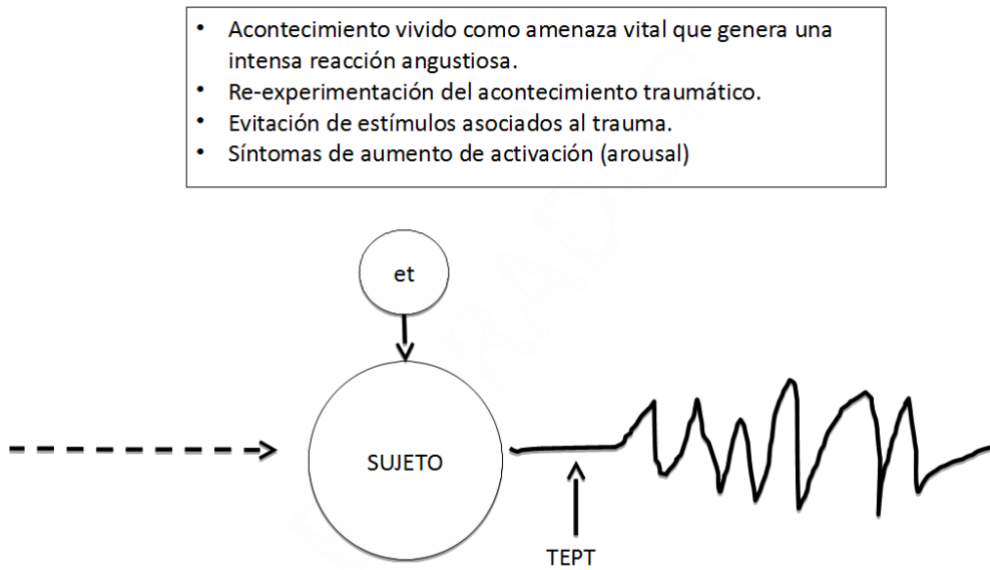 • Acontecimiento vivido como amenaza vital que genera una
intensa reacción angustiosa.
• Re-experimentación del acontecimiento traumático.
• Evitación de estímulos asociados al trauma.
• Síntomas de aumento de activación (arousal)
et
SUJETO
TEPT